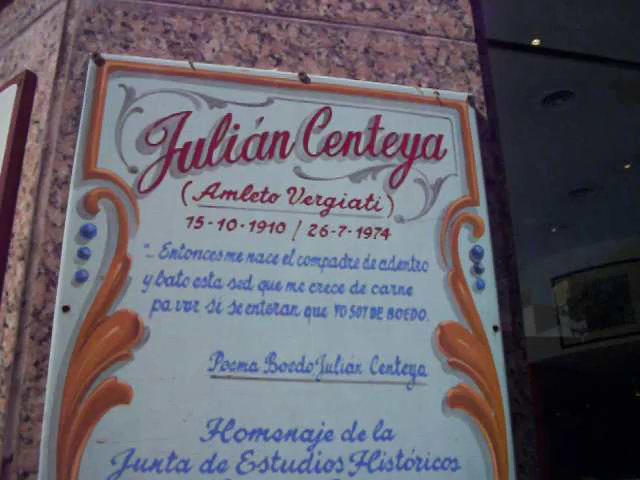 Julián Centeya
(Amleto Vergiati)
15-10-1910 / 26-7-1974
"... Entonces me nace el compadre de adentro
y bato esta sed que me crece de carne
pa ver si se enteran que YO SOY DE BOEDO.
Poema Boedo Julián Centeya
Homenaje de la
Junta de Estudios Históricos